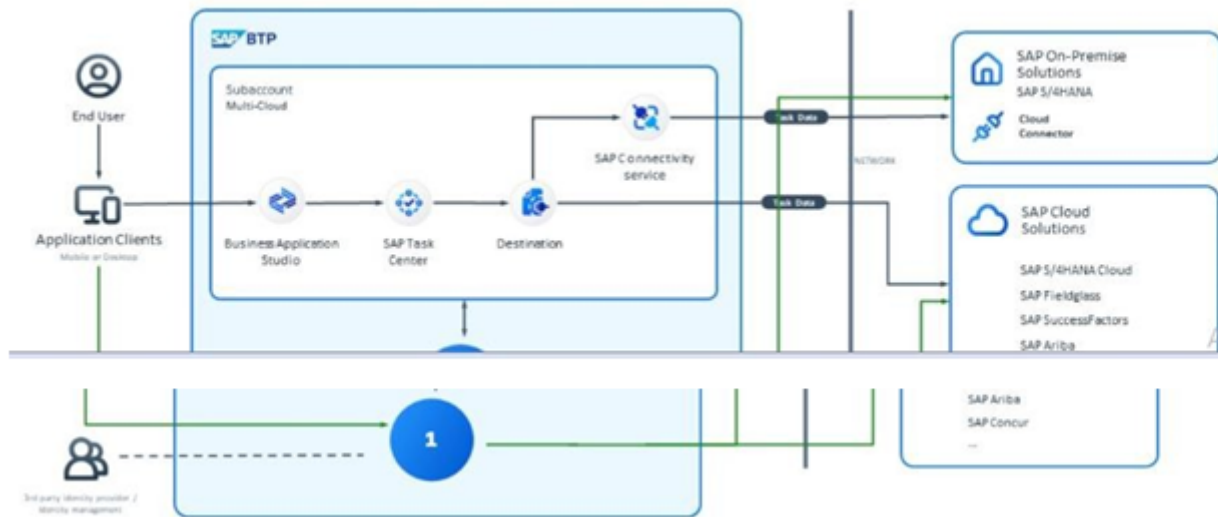 SAP BTP
Subaccount
Multi-Cloud
End User
Application Clients
Mobile or Desktop
Business Application
Studio
SAP Task
Center
Destination
SAP Connectivity
service
Task Data
Task Data
NETWORK
SAP On-Premise
Solutions
SAP S/4HANA
Cloud
Connector
SAP Cloud
Solutions
SAP S/4HANA Cloud
SAP Fieldglass
SAP SuccessFactors
SAP Ariba
SAP Ariba
SAP Concur
...
1
3rd party identity provider /
identity management